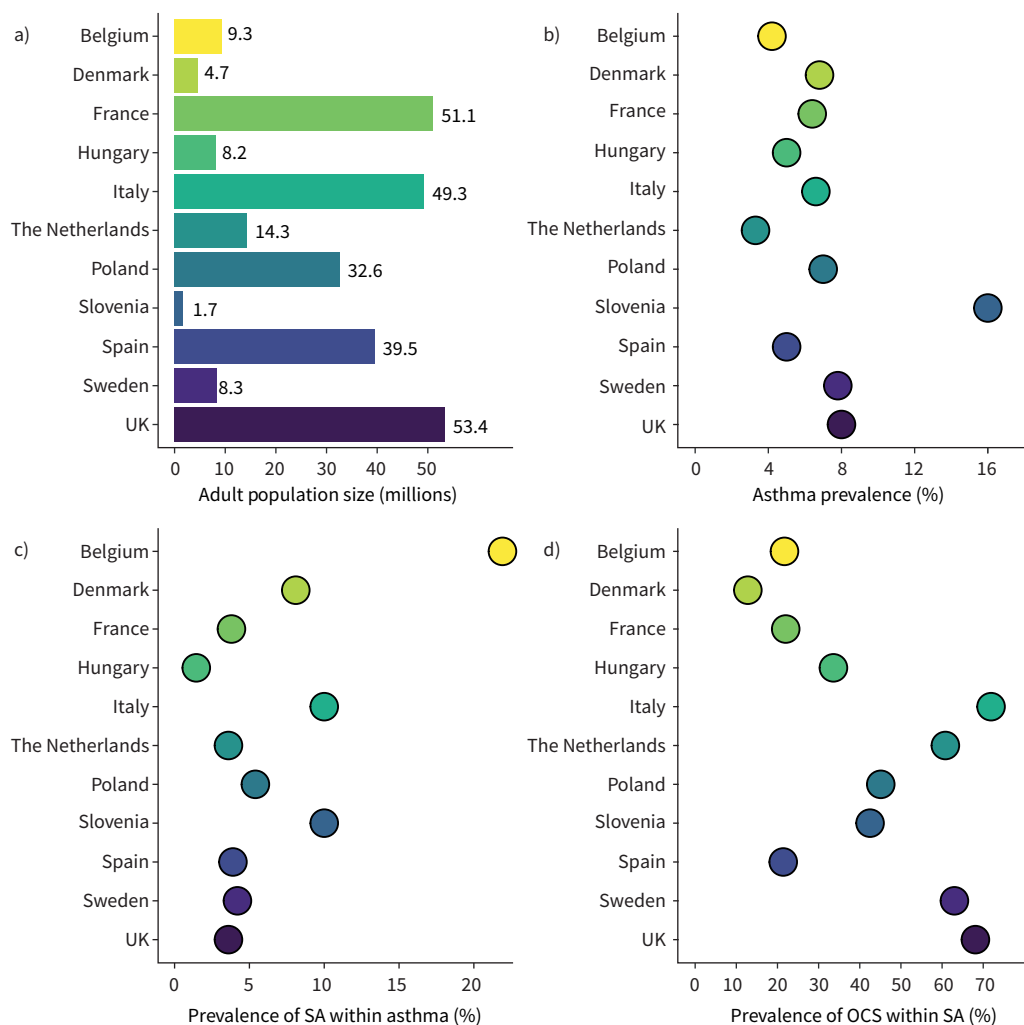 a)
Belgium 9.3
Denmark 4.7
France 51.1
Hungary 8.2
Italy 49.3
The Netherlands 14.3
Poland 32.6
Slovenia 1.7
Spain 39.5
Sweden 8.3
UK 53.4
0 10 20 30 40 50
Adult population size (millions)
b)
Belgium
Denmark
France
Hungary
Italy
The Netherlands
Poland
Slovenia
Spain
Sweden
UK
0 4 8 12 16
Asthma prevalence (%)
c)
Belgium
Denmark
France
Hungary
Italy
The Netherlands
Poland
Slovenia
Spain
Sweden
UK
0 5 10 15 20
Prevalence of SA within asthma (%)
d)
Belgium
Denmark
France
Hungary
Italy
The Netherlands
Poland
Slovenia
Spain
Sweden
UK
0 10 20 30 40 50 60 70
Prevalence of OCS within SA (%)